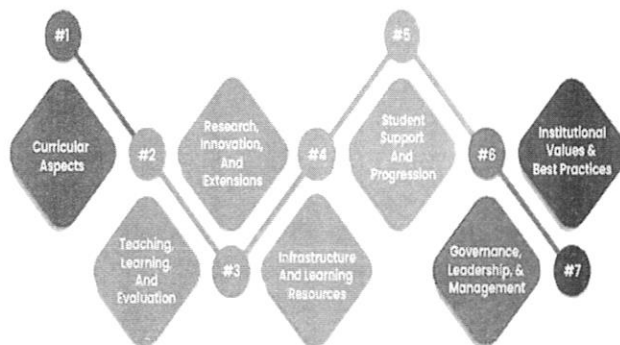 #1
Curricular
Aspects
#2
Teaching,
Learning,
And
Evaluation
#3
Research,
Innovation,
And
Extensions
#4
Infrastructure
And Learning
Resources
#5
Student
Support
And
Progression
#6
Governance,
Leadership, &
Management
#7
Institutional
Values &
Best Practices